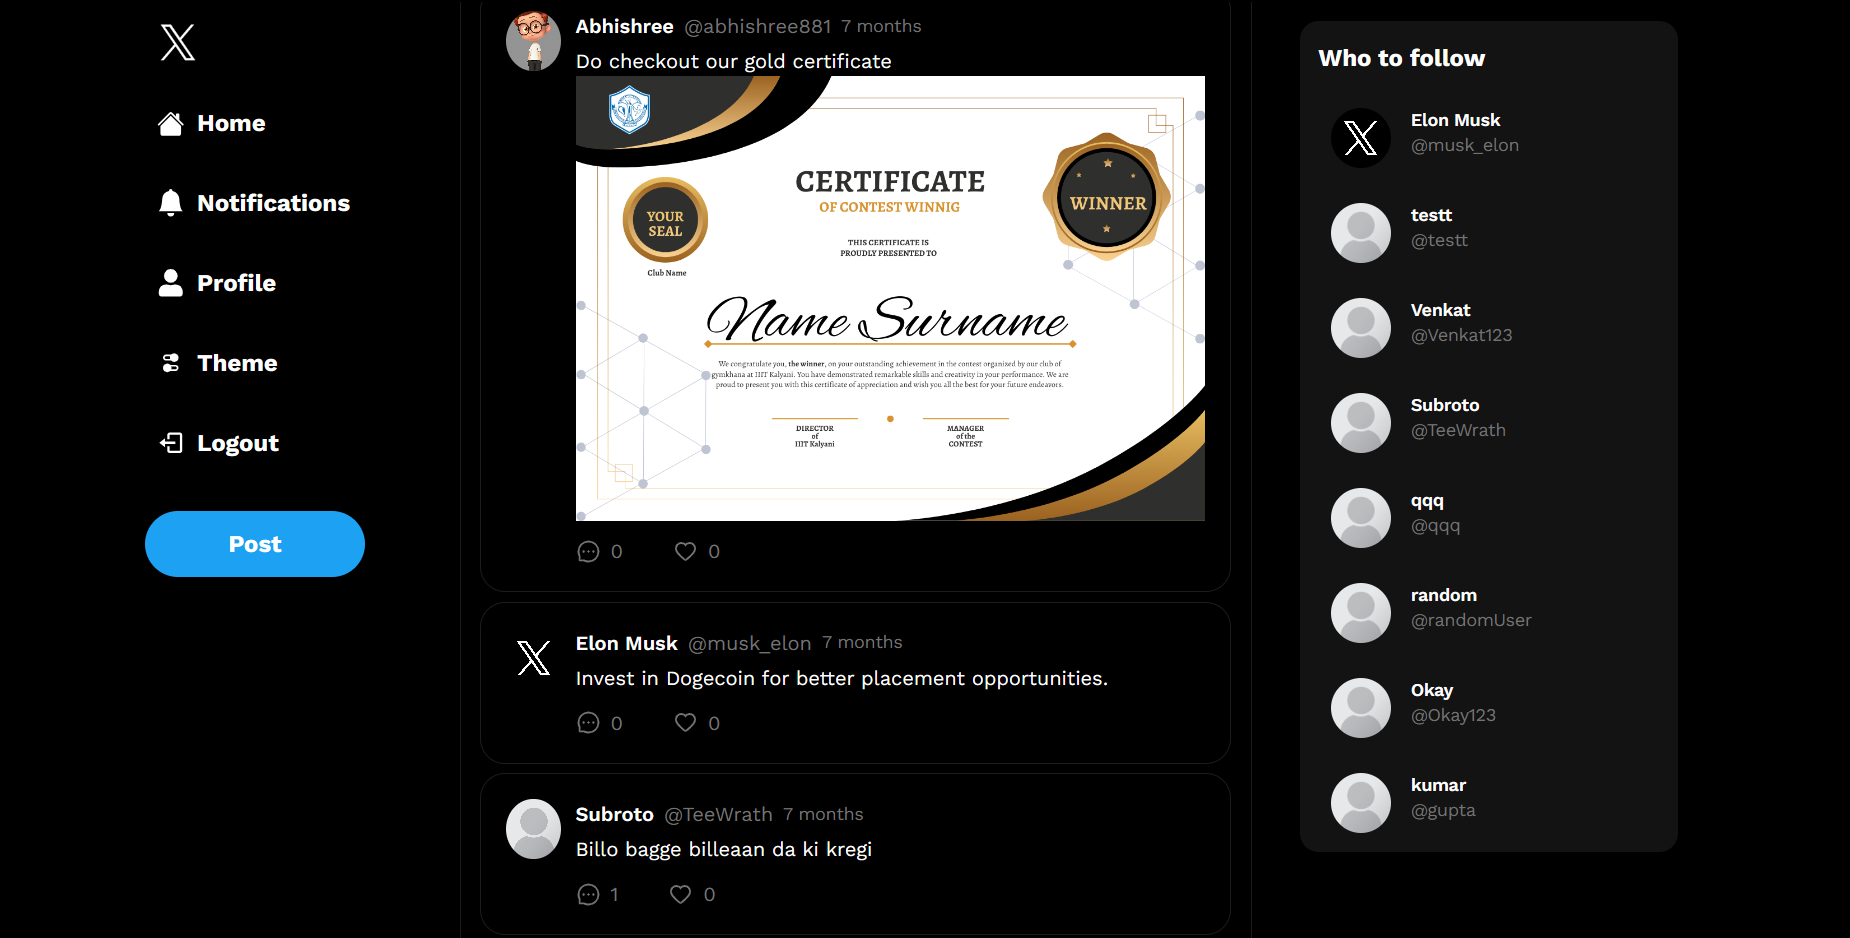 Home
Notifications
Profile
Theme
Logout
Post
Abhishree @abhishree881 7 months
Do checkout our gold certificate
YOUR
SEAL
Club Name
CERTIFICATE
OF CONTEST WINNIG
THIS CERTIFICATE IS
PROUDLY PRESENTED TO
WINNER
Name Surname
We congratulate you, the winner, on your outstanding achievement in the contest organized by our club of
gymkhana at IIIT Kalyani. You have demonstrated remarkable skills and creativity in your performance. We are
proud to present you with this certificate of appreciation and wish you all the best for your future endeavors.
DIRECTOR
of
IIIT Kalyani
MANAGER
of the
CONTEST
0 0
Elon Musk @musk_elon 7 months
Invest in Dogecoin for better placement opportunities.
0 0
Subroto @TeeWrath 7 months
Billo bagge billeaan da ki kregi
1 0
Who to follow
Elon Musk
@musk_elon
testt
@testt
Venkat
@Venkat123
Subroto
@TeeWrath
qqq
@qqq
random
@randomUser
Okay
@Okay123
kumar
@gupta